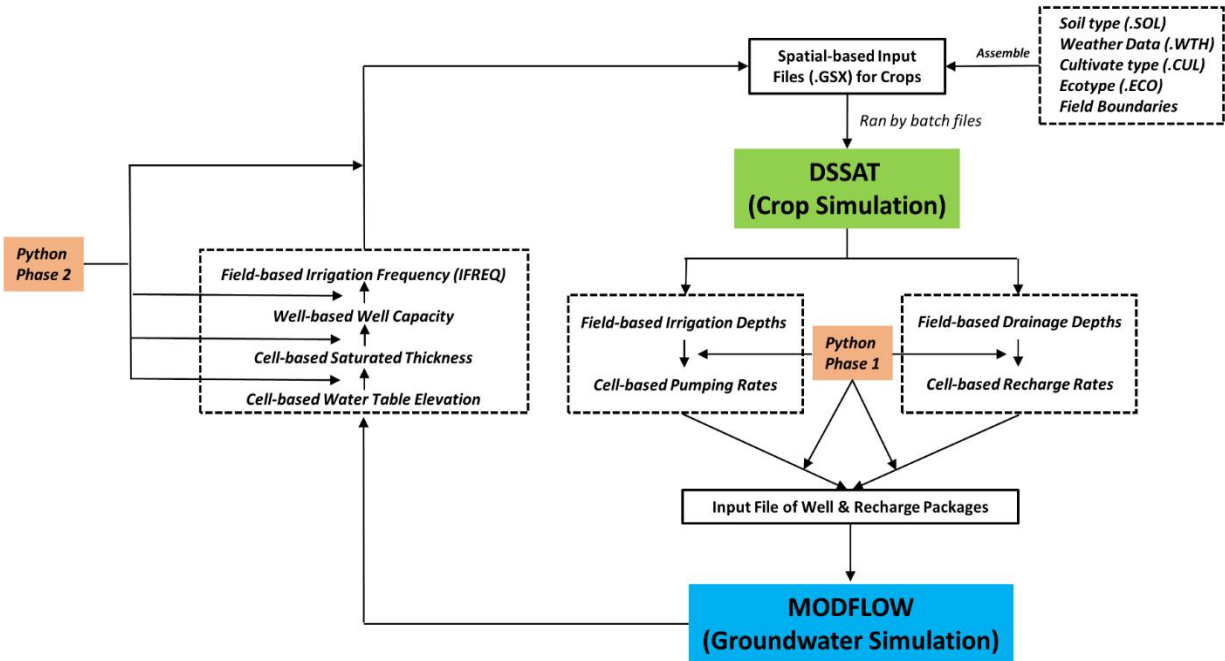 Soil type (.SOL)
Weather Data (.WTH)
Cultivate type (.CUL)
Ecotype (.ECO)
Field Boundaries
Assemble
Spatial-based Input
Files (.GSX) for Crops
Ran by batch files
DSSAT
(Crop Simulation)
Python
Phase 2
Field-based Irrigation Frequency (IFREQ)
Well-based Well Capacity
Cell-based Saturated Thickness
Cell-based Water Table Elevation
Field-based Irrigation Depths
Cell-based Pumping Rates
Python
Phase 1
Field-based Drainage Depths
Cell-based Recharge Rates
Input File of Well & Recharge Packages
MODFLOW
(Groundwater Simulation)